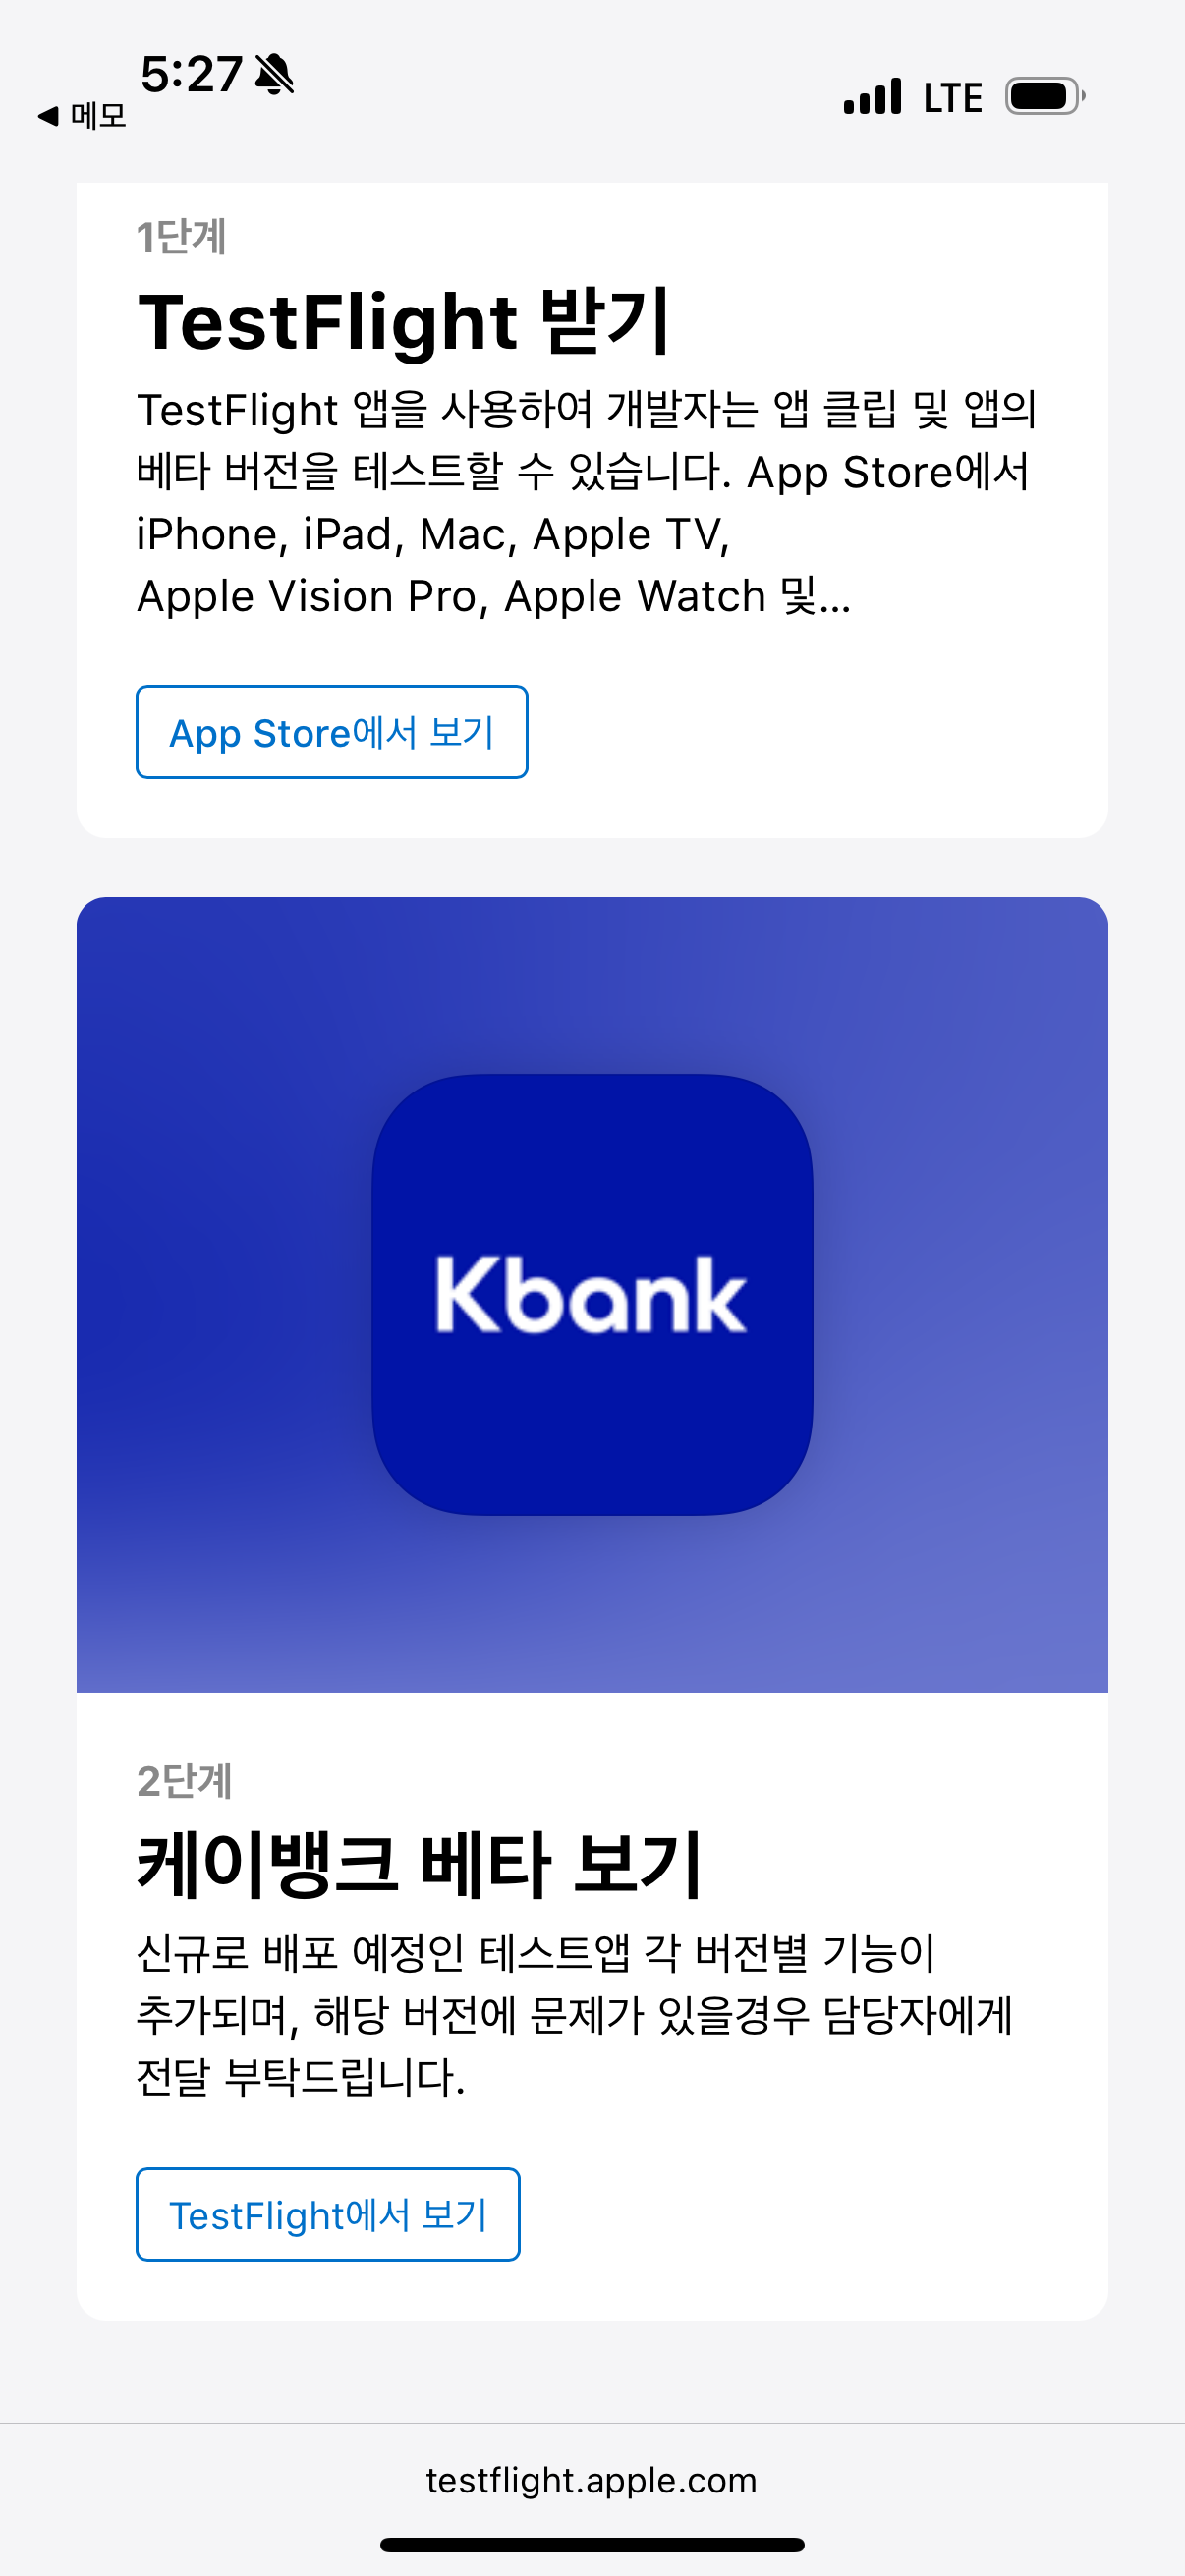 5:27
◀ 메모
LTE
1단계
TestFlight 받기
TestFlight 앱을 사용하여 개발자는 앱 클립 및 앱의
베타 버전을 테스트할 수 있습니다. App Store에서
iPhone, iPad, Mac, Apple TV,
Apple Vision Pro, Apple Watch 및...
App Store에서 보기
Kbank
2단계
케이뱅크 베타 보기
신규로 배포 예정인 테스트앱 각 버전별 기능이
추가되며, 해당 버전에 문제가 있을경우 담당자에게
전달 부탁드립니다.
TestFlight에서 보기
testflight.apple.com